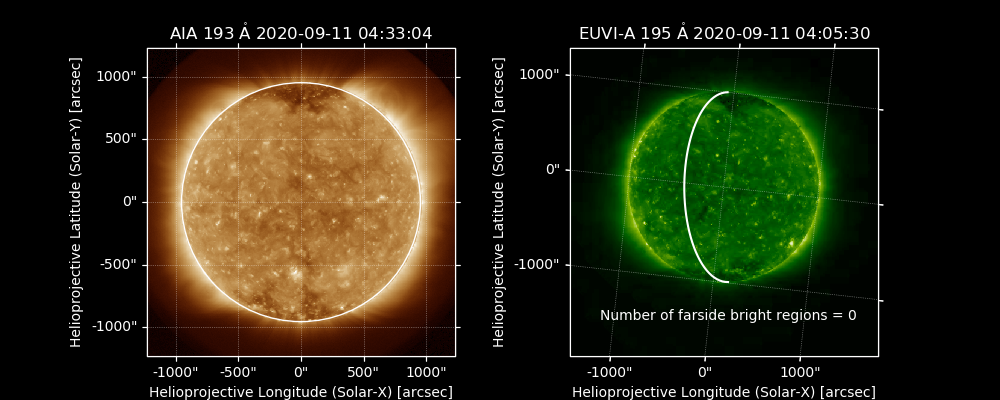 AIA 193 Å 2020-09-11 04:33:04
1000"
500"
0"
-500"
-1000"
-1000" -500" 0" 500" 1000"
Helioprojective Longitude (Solar-X) [arcsec]
Helioprojective Latitude (Solar-Y) [arcsec]
EUVI-A 195 Å 2020-09-11 04:05:30
1000"
0"
-1000"
Number of farside bright regions = 0
-1000" 0" 1000"
Helioprojective Longitude (Solar-X) [arcsec]
Helioprojective Latitude (Solar-Y) [arcsec]